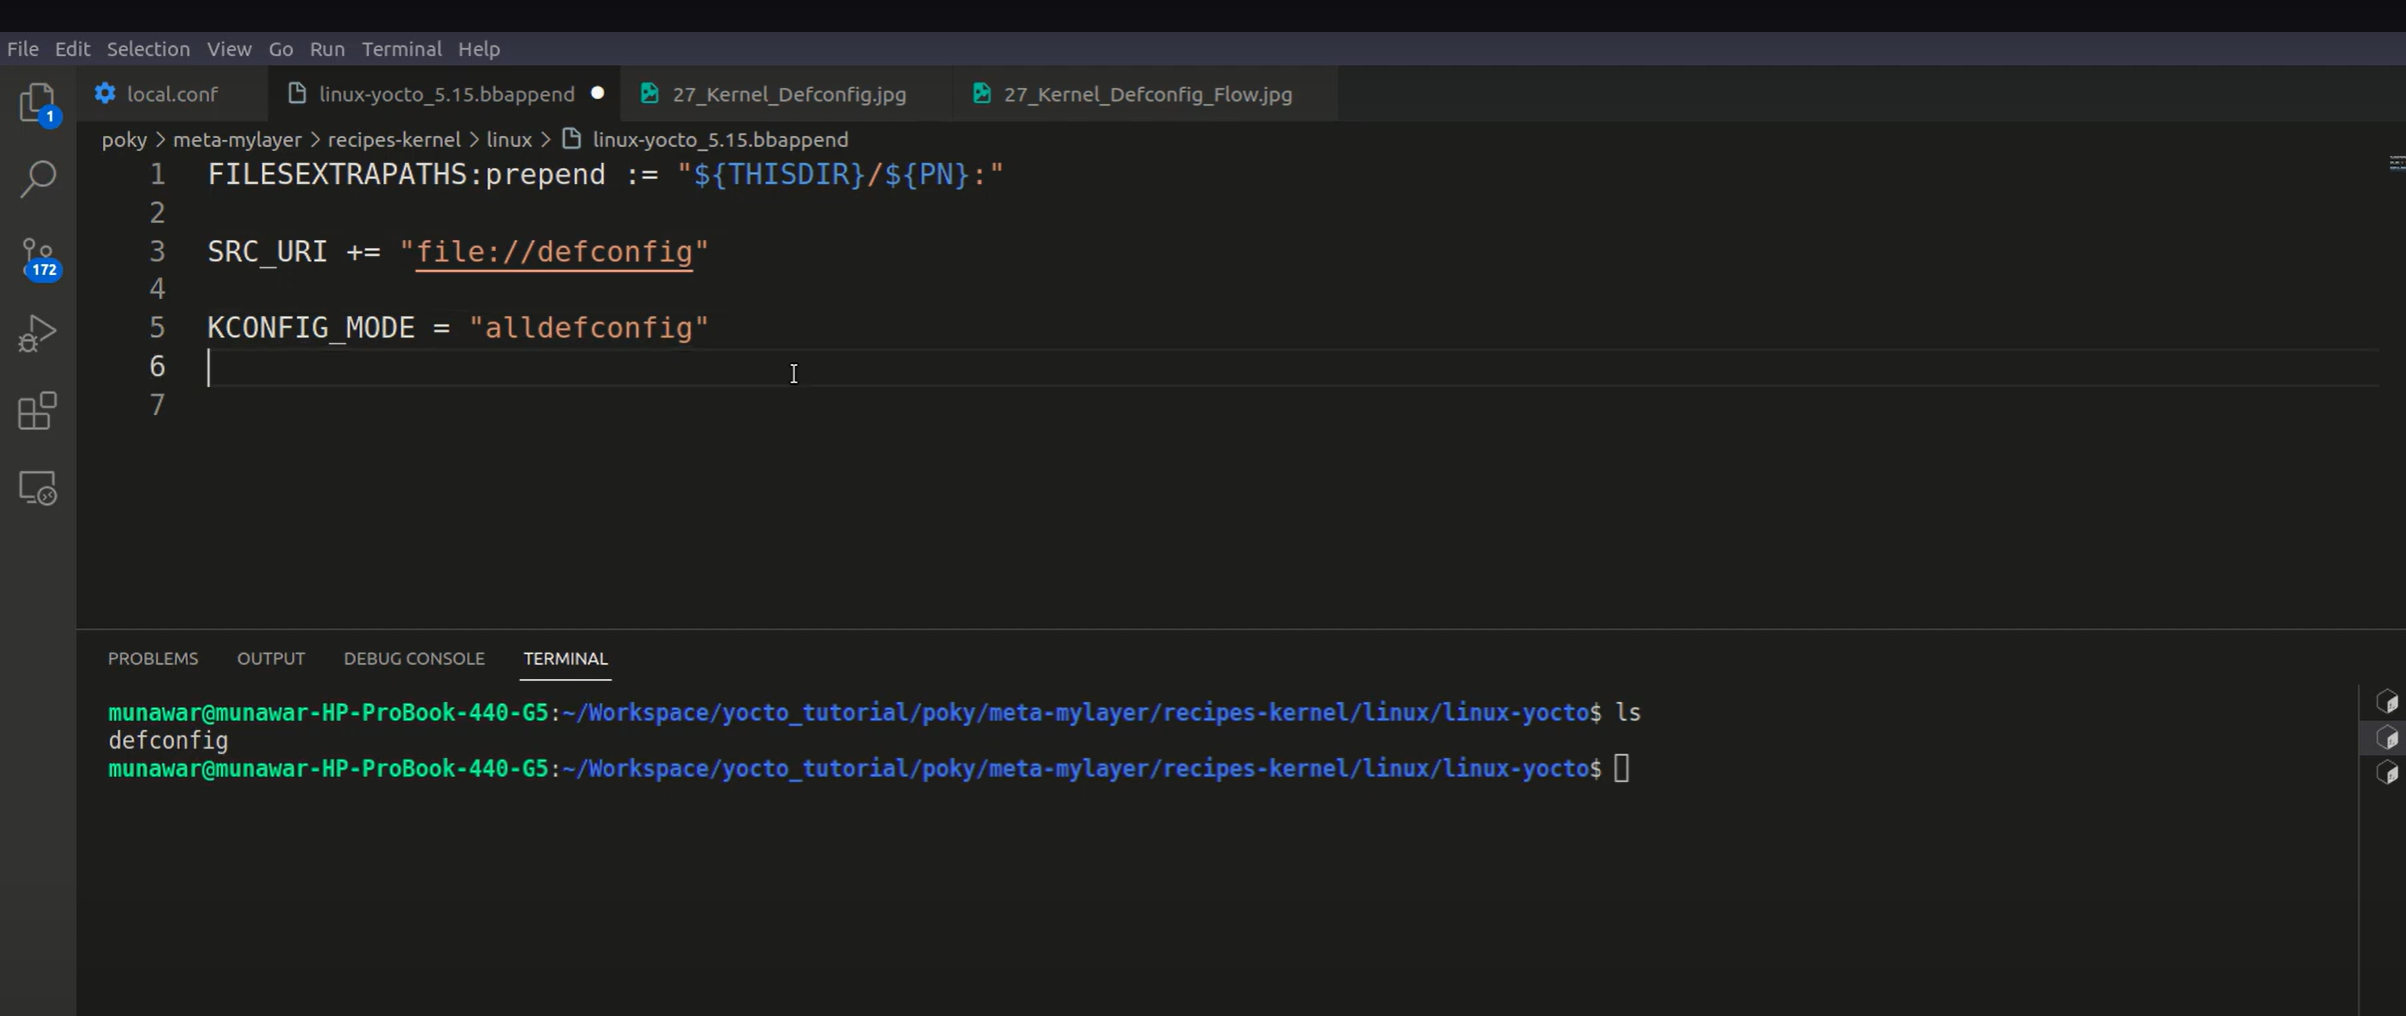 File Edit Selection View Go Run Terminal Help
local.conf linux-yocto_5.15.bbappend 27_Kernel_Defconfig.jpg 27_Kernel_Defconfig_Flow.jpg
1
poky > meta-mylayer > recipes-kernel > linux > linux-yocto_5.15.bbappend
1 FILESEXTRAPATHS:prepend := "${THISDIR}/${PN}:"
2
3 SRC_URI += "file://defconfig"
172
4
5 KCONFIG_MODE = "alldefconfig"
6
7
PROBLEMS OUTPUT DEBUG CONSOLE TERMINAL
munawar@munawar-HP-ProBook-440-G5:~/Workspace/yocto_tutorial/poky/meta-mylayer/recipes-kernel/linux/linux-yocto$ ls
defconfig
munawar@munawar-HP-ProBook-440-G5:~/Workspace/yocto_tutorial/poky/meta-mylayer/recipes-kernel/linux/linux-yocto$